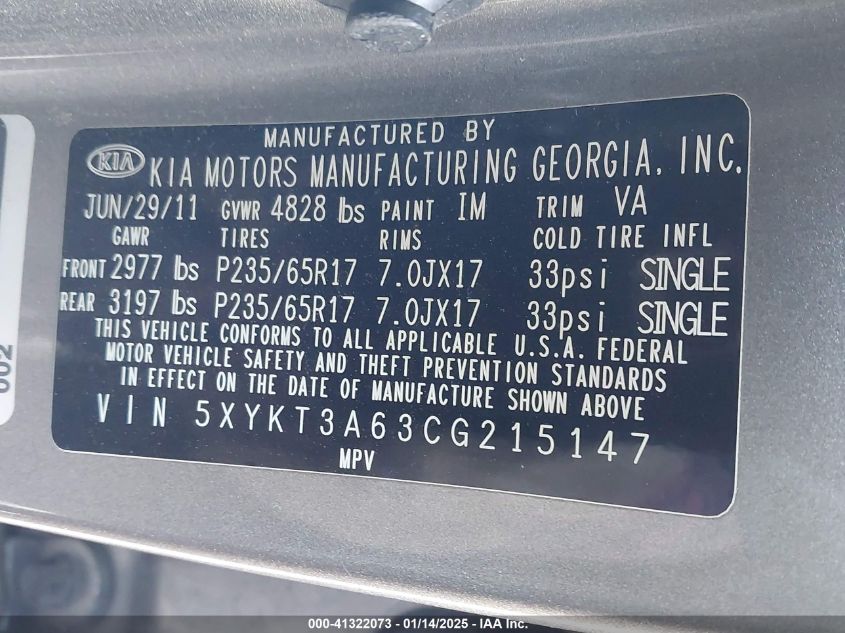 MANUFACTURED BY
KIA KIA MOTORS MANUFACTURING GEORGIA, INC.
JUN/29/11 GVWR 4828 lbs PAINT IM TRIM VA
GAWR TIRES RIMS COLD TIRE INFL
FRONT 2977 lbs P235/65R17 7.0JX17 33psi SINGLE
REAR 3197 lbs P235/65R17 7.0JX17 33psi SINGLE
THIS VEHICLE CONFORMS TO ALL APPLICABLE U.S.A. FEDERAL
MOTOR VEHICLE SAFETY AND THEFT PREVENTION STANDARDS
IN EFFECT ON THE DATE OF MANUFACTURE SHOWN ABOVE
VIN 5XYKT3A63CG215147
MPV
002
000-41322073 - 01/14/2025 - IAA Inc.